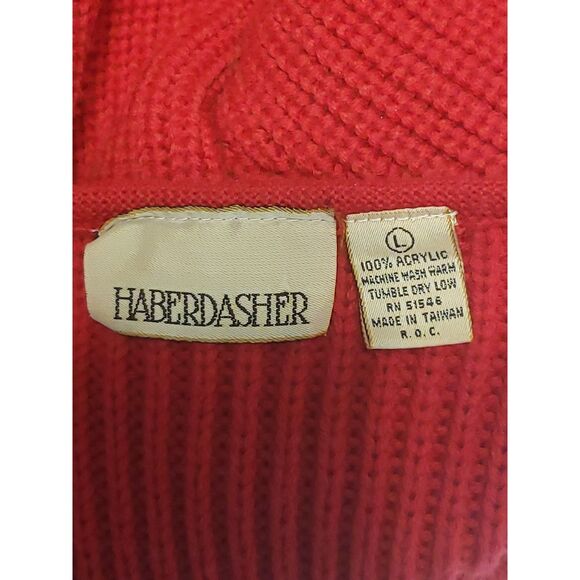 HABERDASHER
L
100% ACRYLIC
MACHINE WASH WARM
TUMBLE DRY LOW
RN 51546
MADE IN TAIWAN
R.O.C.